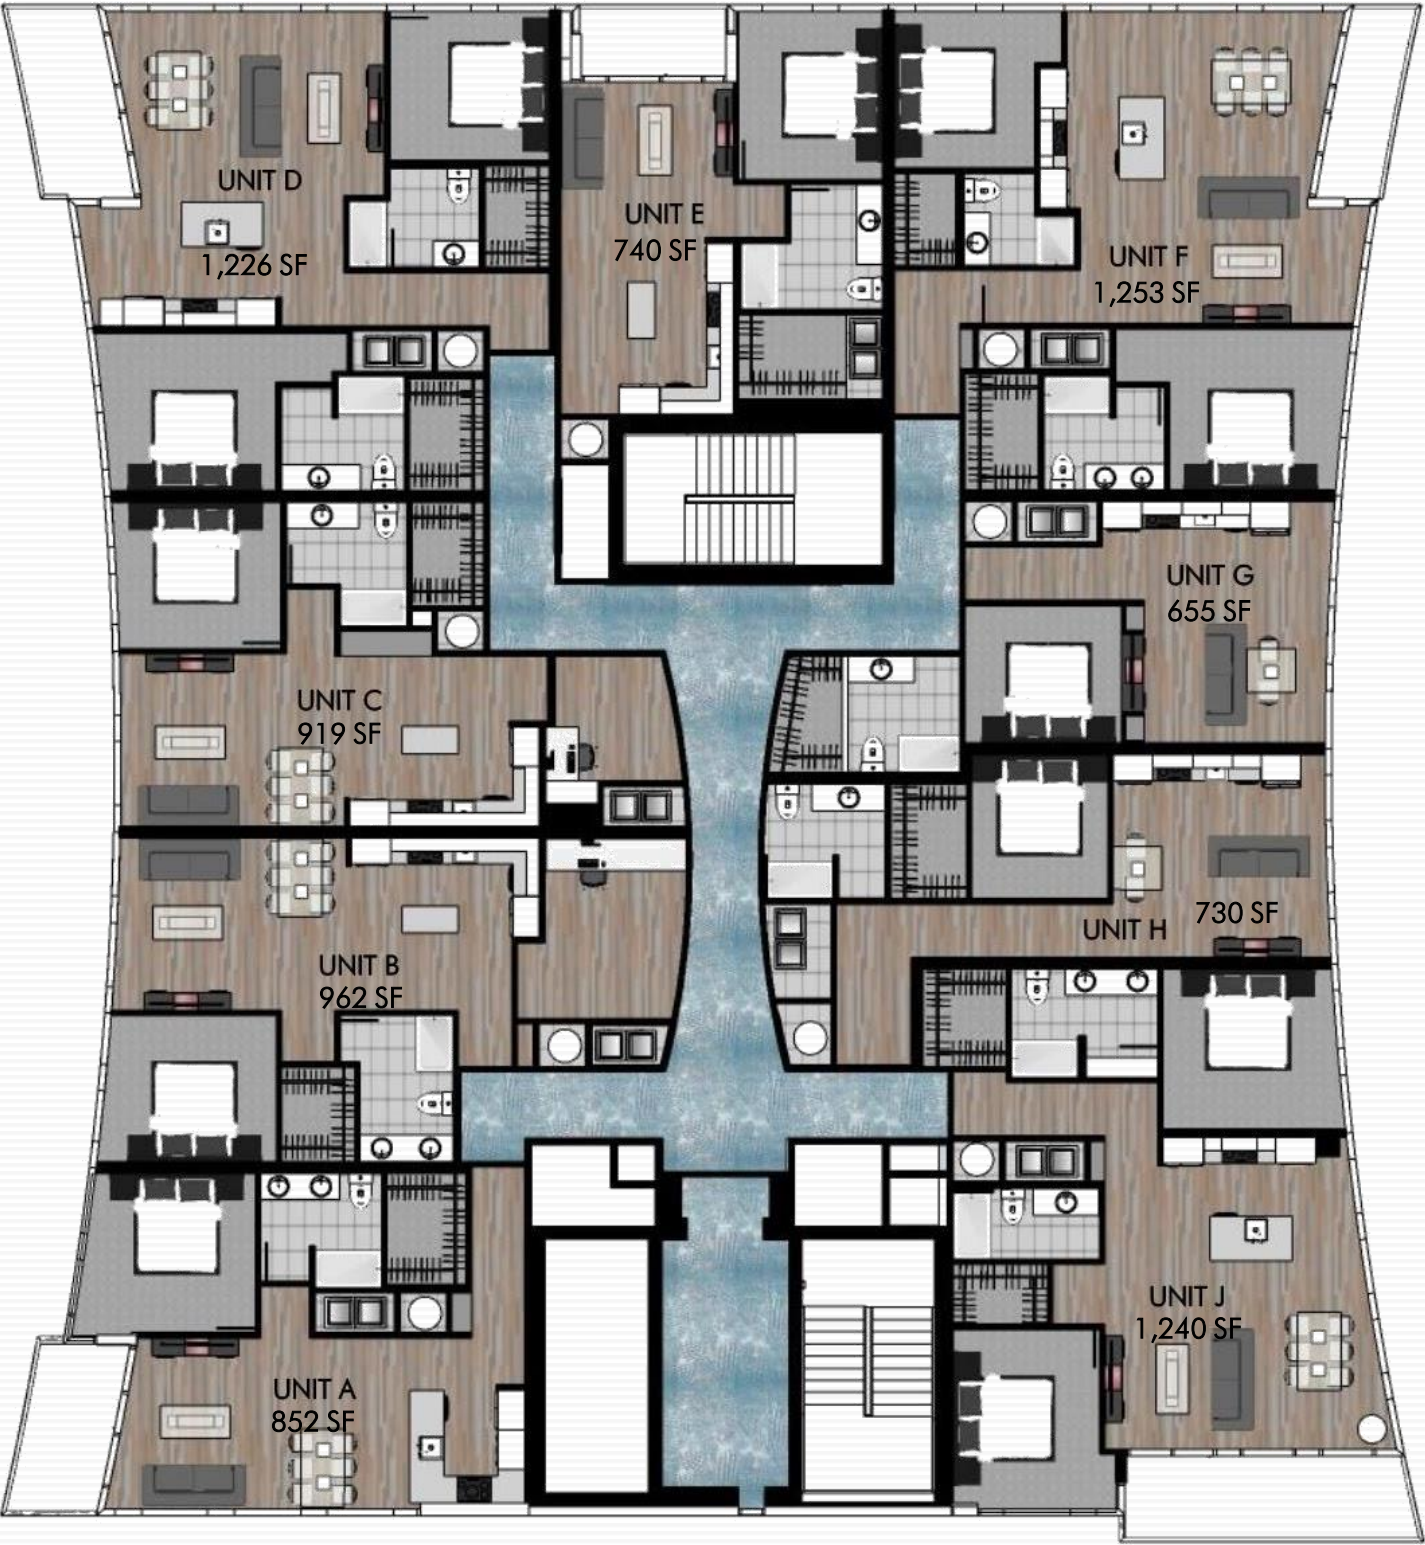 UNIT D
1,226 SF
UNIT E
740 SF
UNIT F
1,253 SF
UNIT G
655 SF
UNIT C
919 SF
UNIT H
730 SF
UNIT B
962 SF
UNIT J
1,240 SF
UNIT A
852 SF